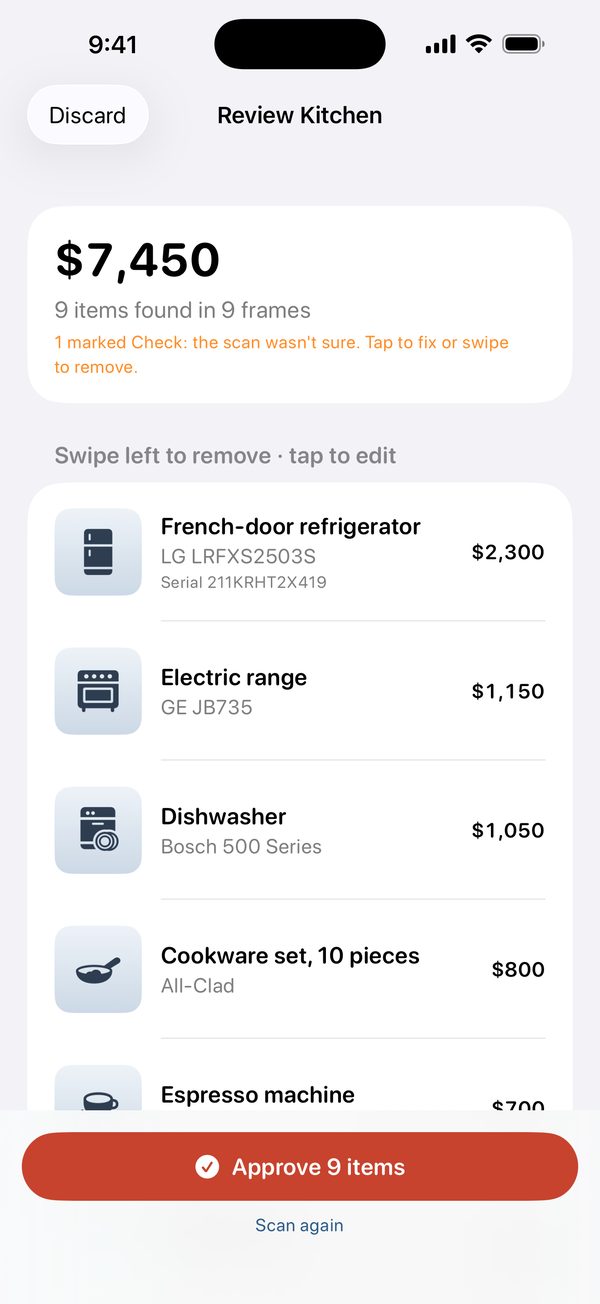 9:41
Discard
Review Kitchen
$7,450
9 items found in 9 frames
1 marked Check: the scan wasn't sure. Tap to fix or swipe
to remove.
Swipe left to remove · tap to edit
French-door refrigerator
LG LRFXS2503S
$2,300
Serial 211KRHT2X419
Electric range
$1,150
GE JB735
Dishwasher
$1,050
Bosch 500 Series
Cookware set, 10 pieces
$800
All-Clad
Espresso machine
$700
Approve 9 items
Scan again